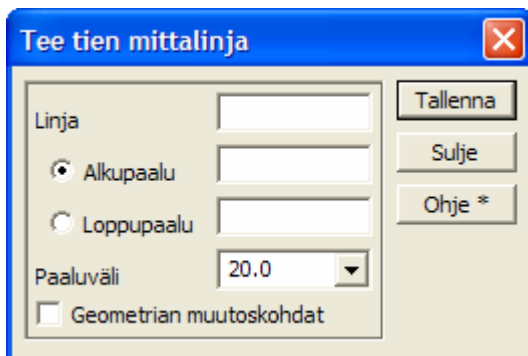 Tee tien mittalinja
Linja
Alkupaalu
Loppupaalu
Paaluväli 20.0
Geometrian muutoskohdat
Tallenna
Sulje
Ohje *